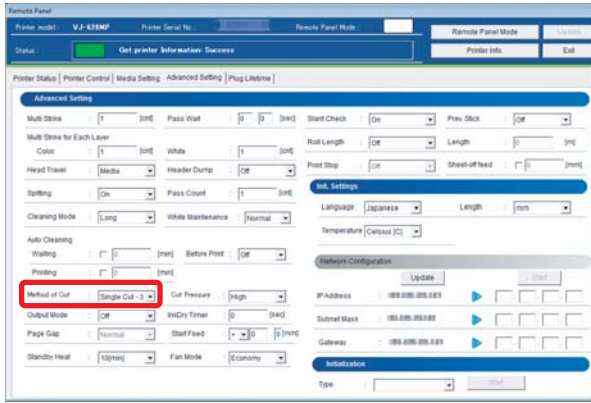 Remote Panel
Printer model : VJ-628MP Printer Serial No. : Remote Panel Mode : Remote Panel Mode Update
Status : Get printer Information: Success Printer Info. Exit
Printer Status | Printer Control | Media Setting Advanced Setting | Plug Lifetime |
Advanced Setting
Multi Strike : 1 [cnt] Pass Wait : 0 0 [sec] Slant Check : On Prev. Stick : Off
Multi Strike for Each Layer Roll Length : Off Length : 0 [m]
Color : 1 [cnt] White : 1 [cnt]
Head Travel : Media Header Dump : Off Print Stop : Off Sheet-off feed : 0 [mm]
Spitting : On Pass Count : 1 [cnt] Init. Settings
Cleaning Mode : Long White Maintenance : Normal Language : Japanese Length : mm
Auto Cleaning Temperature : Celsius [C]
Waiting : 0 [min] Before Print : Off Network Configuration
Printing : 0 [min] Update Start
Method of Cut : Single Cut - 3 Cut Pressure : High IP Address :
Output Mode : Off InkDry Timer : 0 [sec] Subnet Mask :
Page Gap : Normal Start Feed : + 0 0 [mm] Gateway :
Standby Heat : 10[min] Fan Mode : Economy Initialization
Type : Start